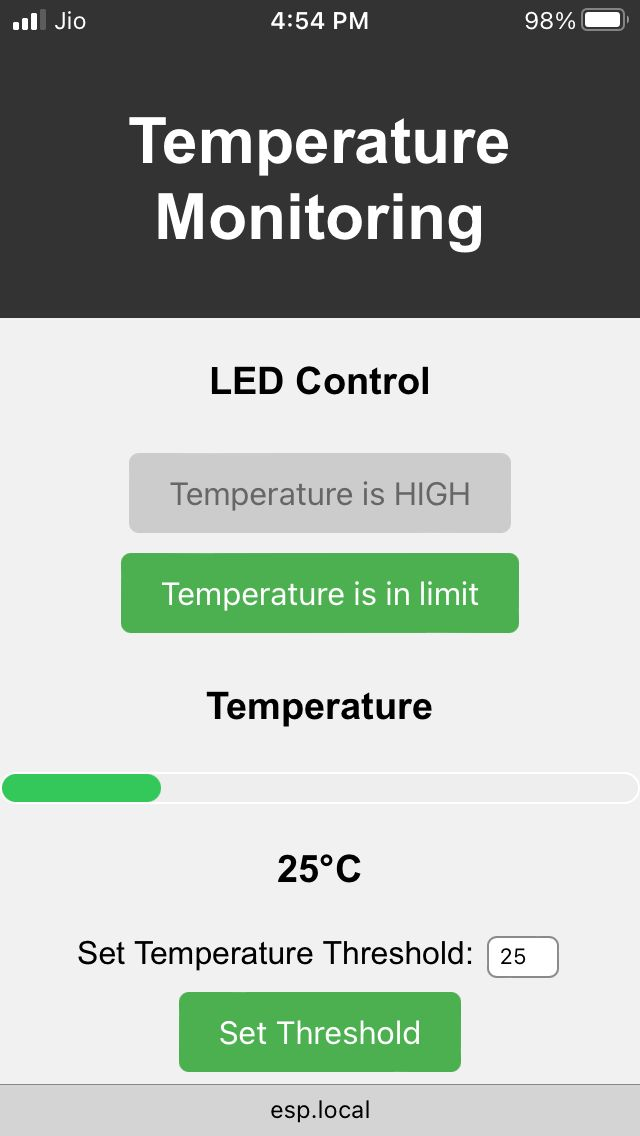 Jio 4:54 PM 98%
Temperature
Monitoring
LED Control
Temperature is HIGH
Temperature is in limit
Temperature
25°C
Set Temperature Threshold: 25
Set Threshold
esp.local